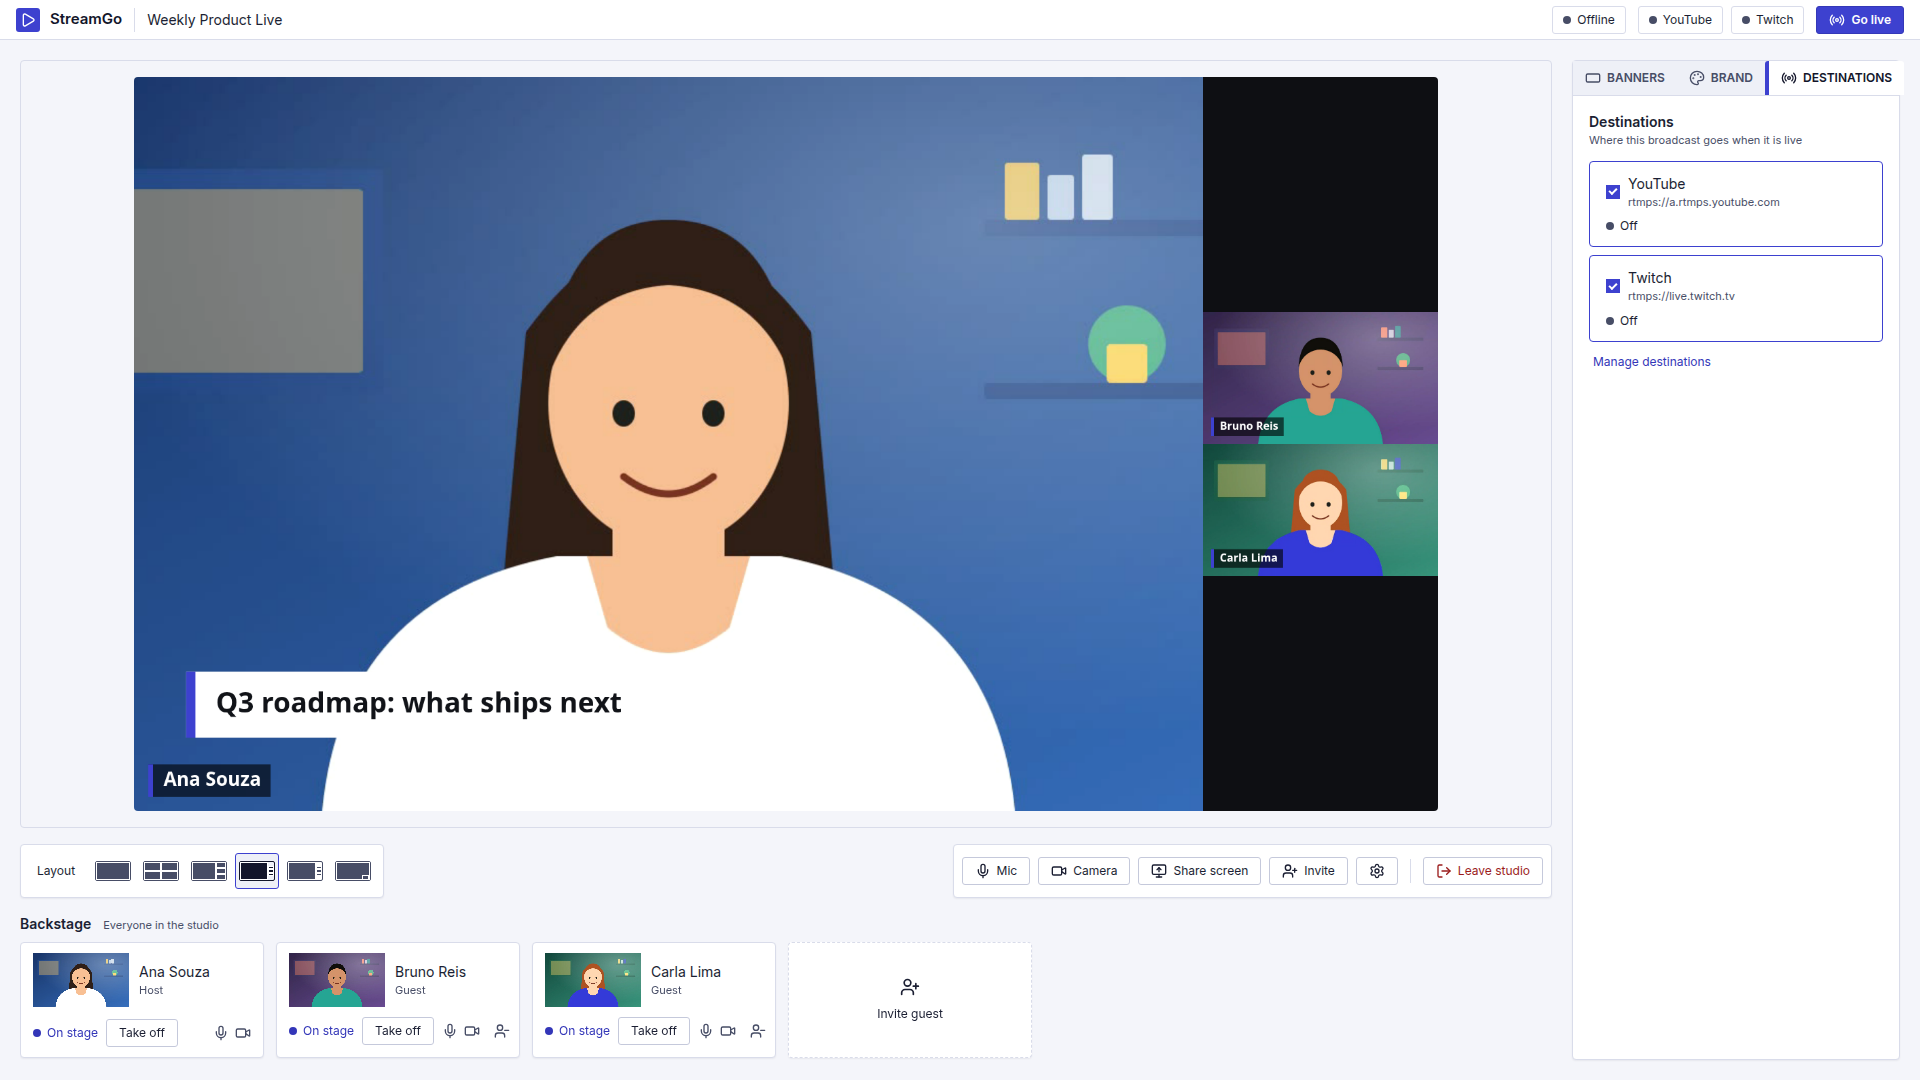 StreamGo
Weekly Product Live
Offline
YouTube
Twitch
Go live
BANNERS
BRAND
DESTINATIONS
Destinations
Where this broadcast goes when it is live
YouTube
rtmps://a.rtmps.youtube.com
Off
Twitch
rtmps://live.twitch.tv
Off
Manage destinations
Bruno Reis
Carla Lima
Q3 roadmap: what ships next
Ana Souza
Layout
Mic
Camera
Share screen
Invite
Leave studio
Backstage
Everyone in the studio
Ana Souza
Host
On stage
Take off
Bruno Reis
Guest
On stage
Take off
Carla Lima
Guest
On stage
Take off
Invite guest